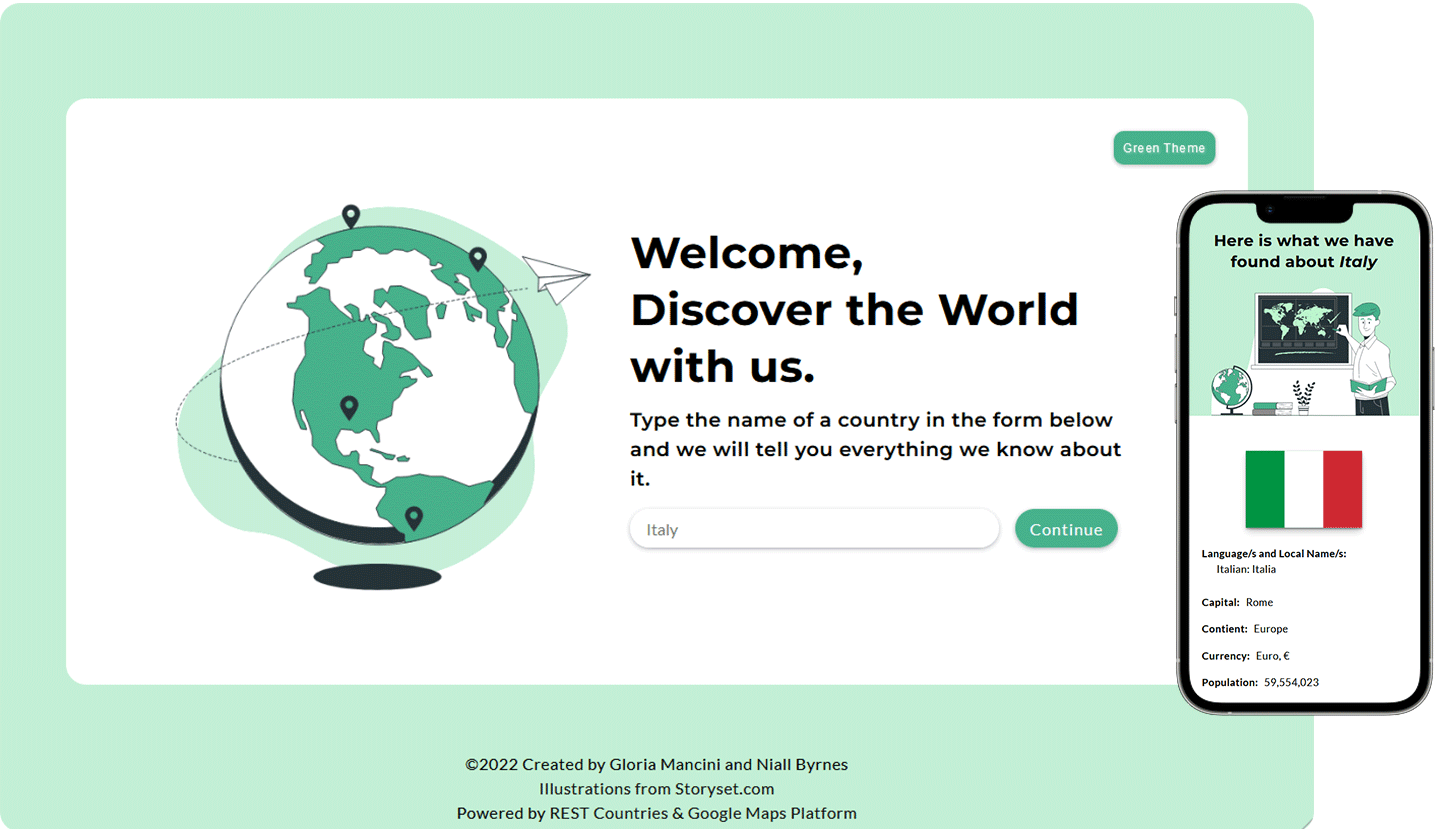 Green Theme
Welcome,
Discover the World
with us.
Type the name of a country in the form below
and we will tell you everything we know about
it.
Italy
Continue
Here is what we have
found about Italy
Language/s and Local Name/s:
Italian: Italia
Capital: Rome
Contient: Europe
Currency: Euro, €
Population: 59,554,023
©2022 Created by Gloria Mancini and Niall Byrnes
Illustrations from Storyset.com
Powered by REST Countries & Google Maps Platform